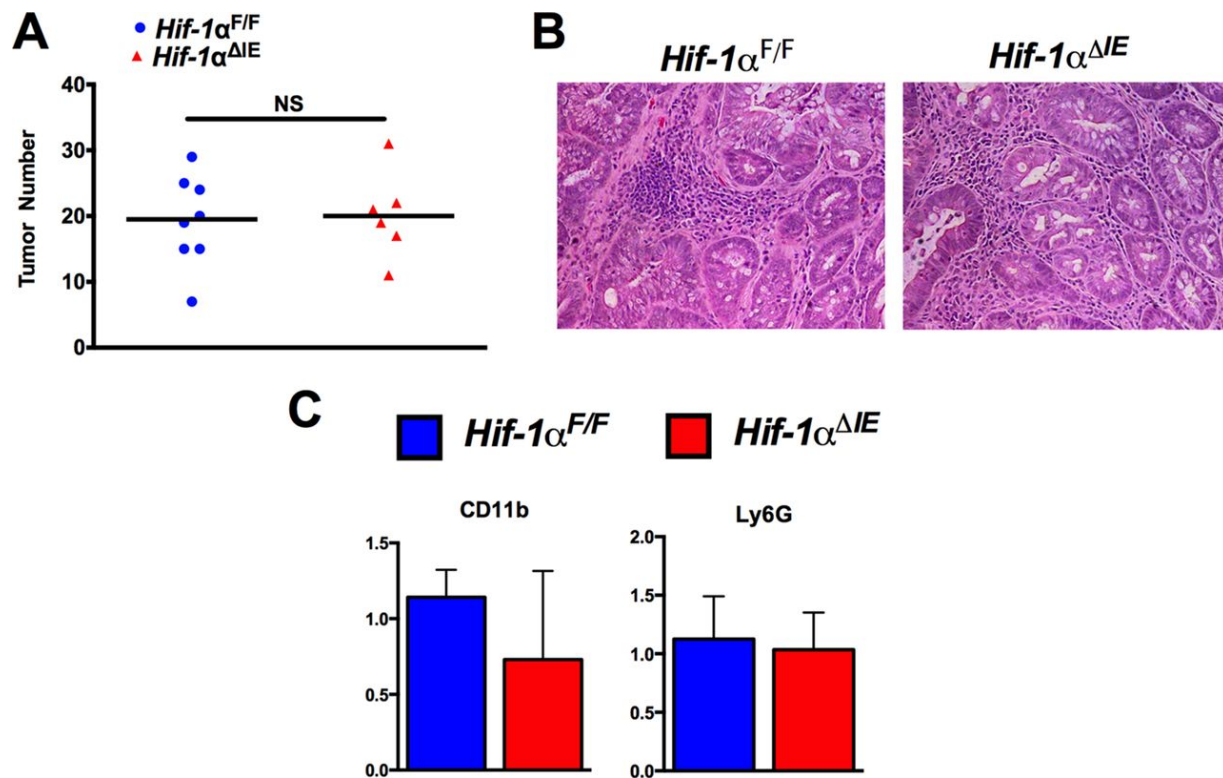 A
Hif-1αF/F
Hif-1αΔIE
NS
Tumor Number
40
30
20
10
0
B
Hif-1αF/F
Hif-1αΔIE
C
Hif-1αF/F
Hif-1αΔIE
CD11b
1.5
1.0
0.5
0.0
Ly6G
2.0
1.5
1.0
0.5
0.0